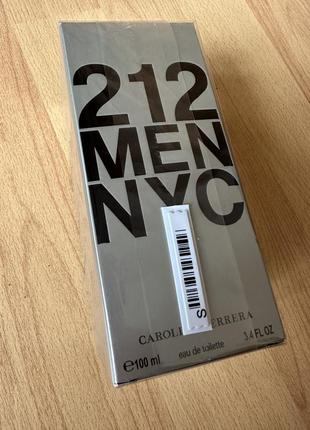 212
MEN
NYC
S
CAROLI ERRERA
℮100 ml eau de toilette 3.4 FL OZ